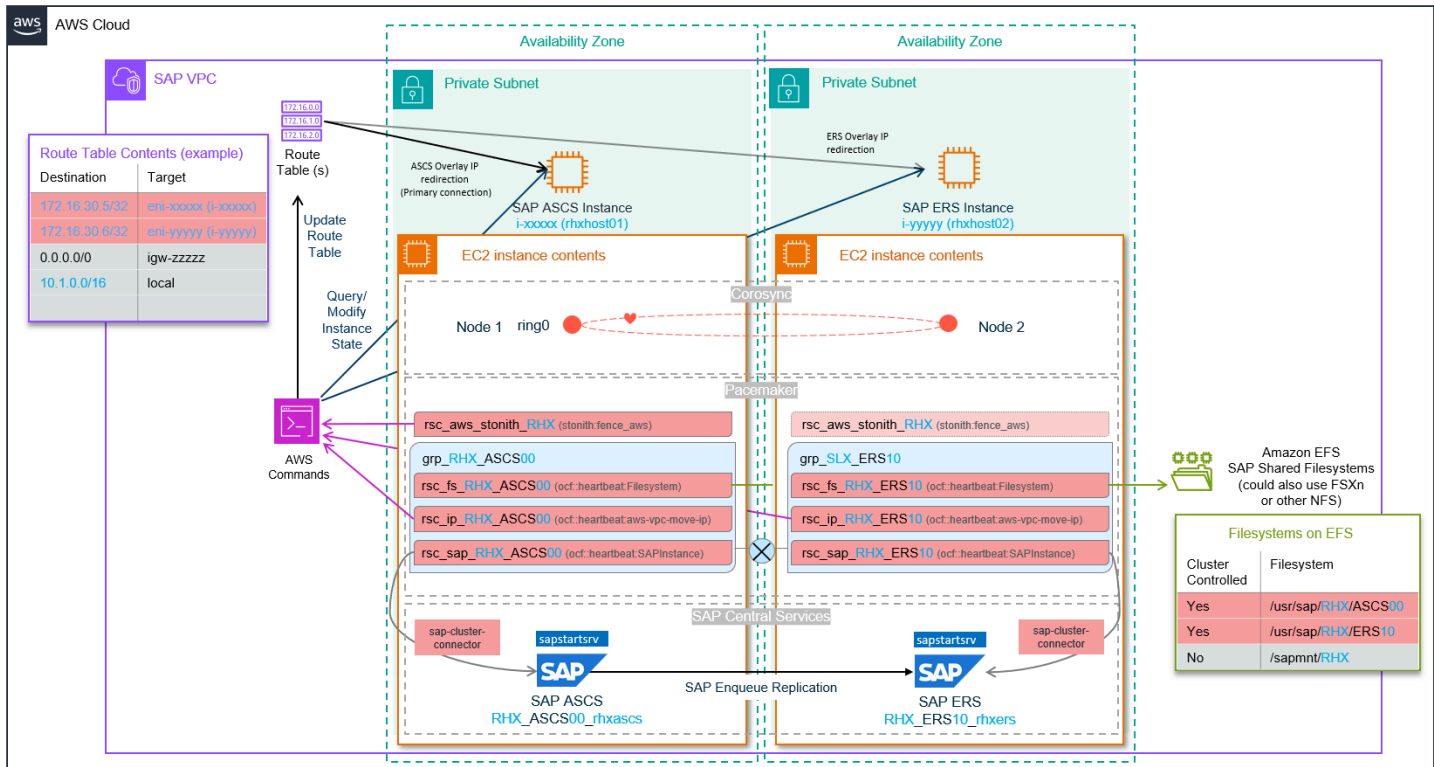 aws
AWS Cloud
Availability Zone
Availability Zone
SAP VPC
Private Subnet
Private Subnet
172.16.0.0
172.16.1.0
172.16.2.0
Route
Table (s)
Route Table Contents (example)
Destination Target
172.16.30.5/32 eni-xxxxx (i-xxxxx)
172.16.30.6/32 eni-yyyyy (i-yyyyy)
0.0.0.0/0 igw-zzzzz
10.1.0.0/16 local
ASCS Overlay IP
redirection
(Primary connection)
ERS Overlay IP
redirection
SAP ASCS Instance
i-xxxxx (rhxhost01)
SAP ERS Instance
i-yyyyy (rhxhost02)
Update
Route
Table
Query/
Modify
Instance
State
AWS
Commands
EC2 instance contents
EC2 instance contents
Corosync
Node 1 ring0
Node 2
Pacemaker
rsc_aws_stonith_RHX (stonith:fence_aws)
grp_RHX_ASCS00
rsc_fs_RHX_ASCS00 (ocf::heartbeat:Filesystem)
rsc_ip_RHX_ASCS00 (ocf::heartbeat:aws-vpc-move-ip)
rsc_sap_RHX_ASCS00 (ocf::heartbeat:SAPInstance)
rsc_aws_stonith_RHX (stonith:fence_aws)
grp_SLX_ERS10
rsc_fs_RHX_ERS10 (ocf::heartbeat:Filesystem)
rsc_ip_RHX_ERS10 (ocf::heartbeat:aws-vpc-move-ip)
rsc_sap_RHX_ERS10 (ocf::heartbeat:SAPInstance)
SAP Central Services
sap-cluster-
connector
sapstartsrv
SAP
SAP ASCS
RHX_ASCS00_rhxascs
SAP Enqueue Replication
sapstartsrv
SAP
SAP ERS
RHX_ERS10_rhxers
sap-cluster-
connector
Amazon EFS
SAP Shared Filesystems
(could also use FSXn
or other NFS)
Filesystems on EFS
Cluster
Controlled Filesystem
Yes /usr/sap/RHX/ASCS00
Yes /usr/sap/RHX/ERS10
No /sapmnt/RHX